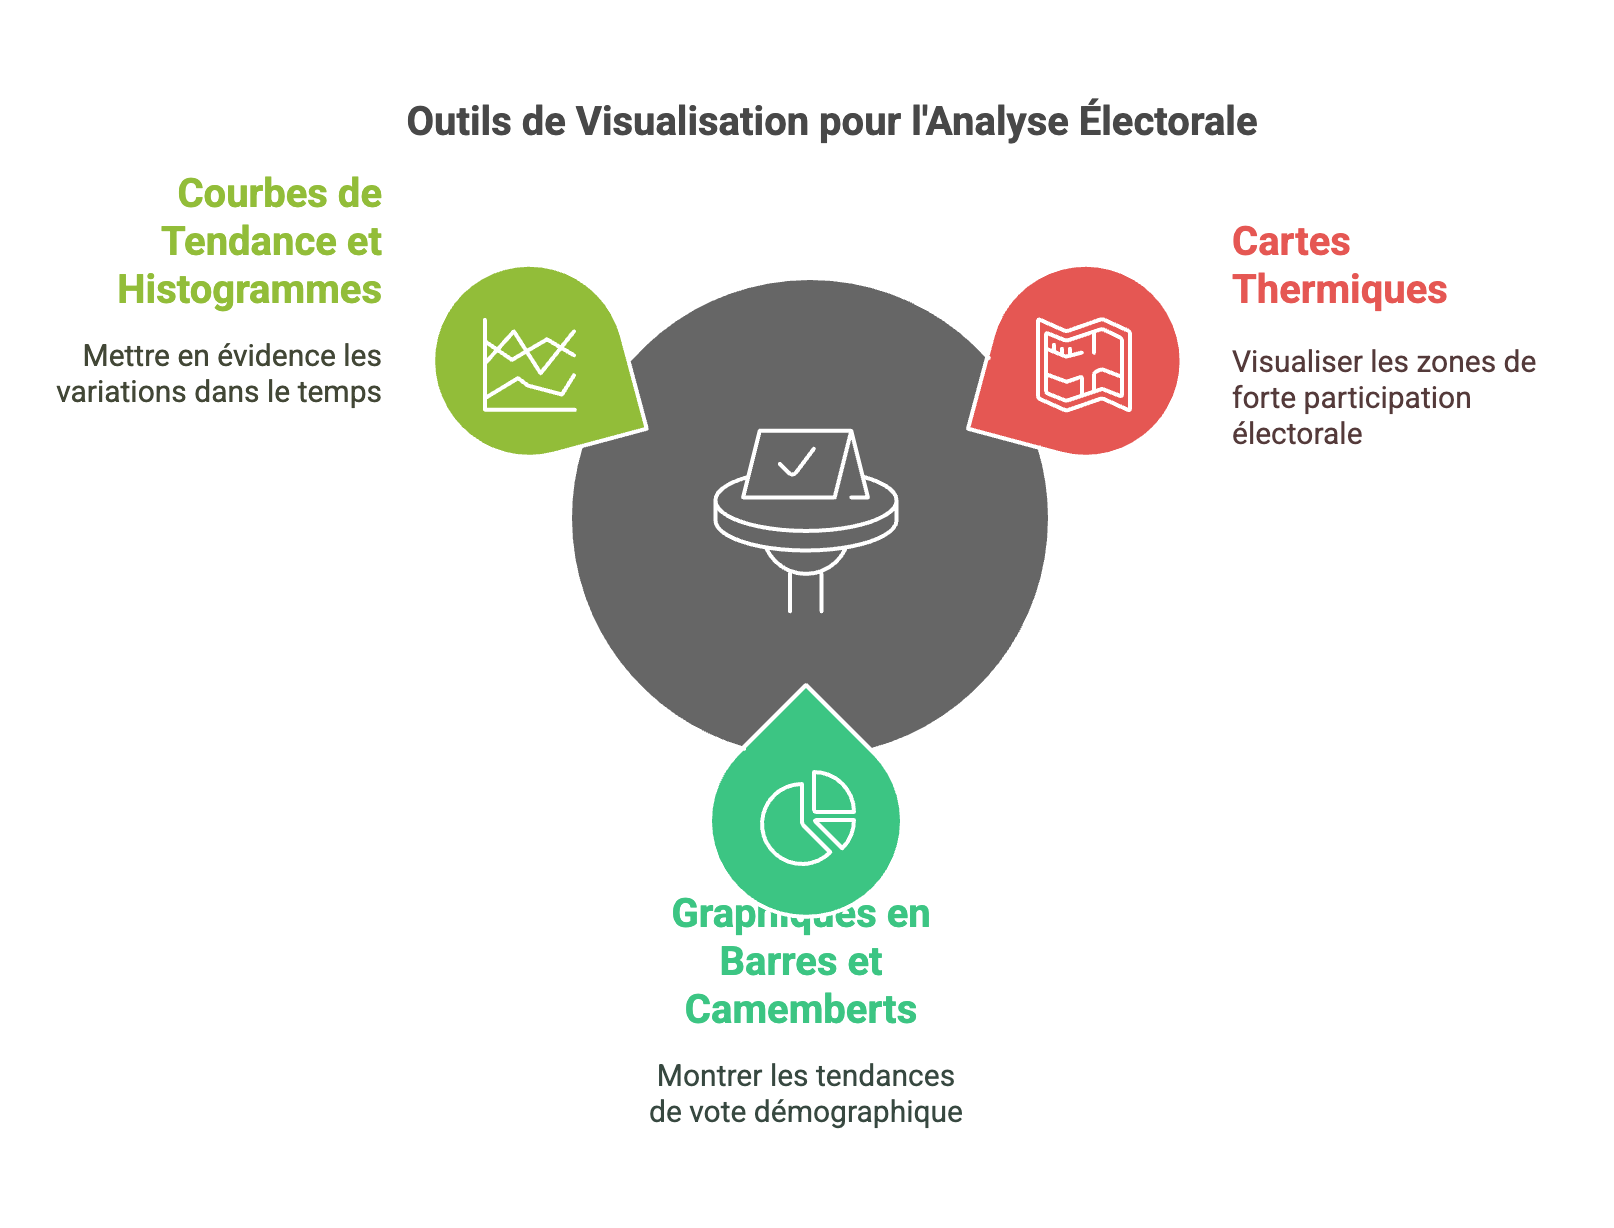 Outils de Visualisation pour l'Analyse Électorale
Courbes de
Tendance et
Histogrammes
Mettre en évidence les
variations dans le temps
Cartes
Thermiques
Visualiser les zones de
forte participation
électorale
Graphiques en
Barres et
Camemberts
Montrer les tendances
de vote démographique